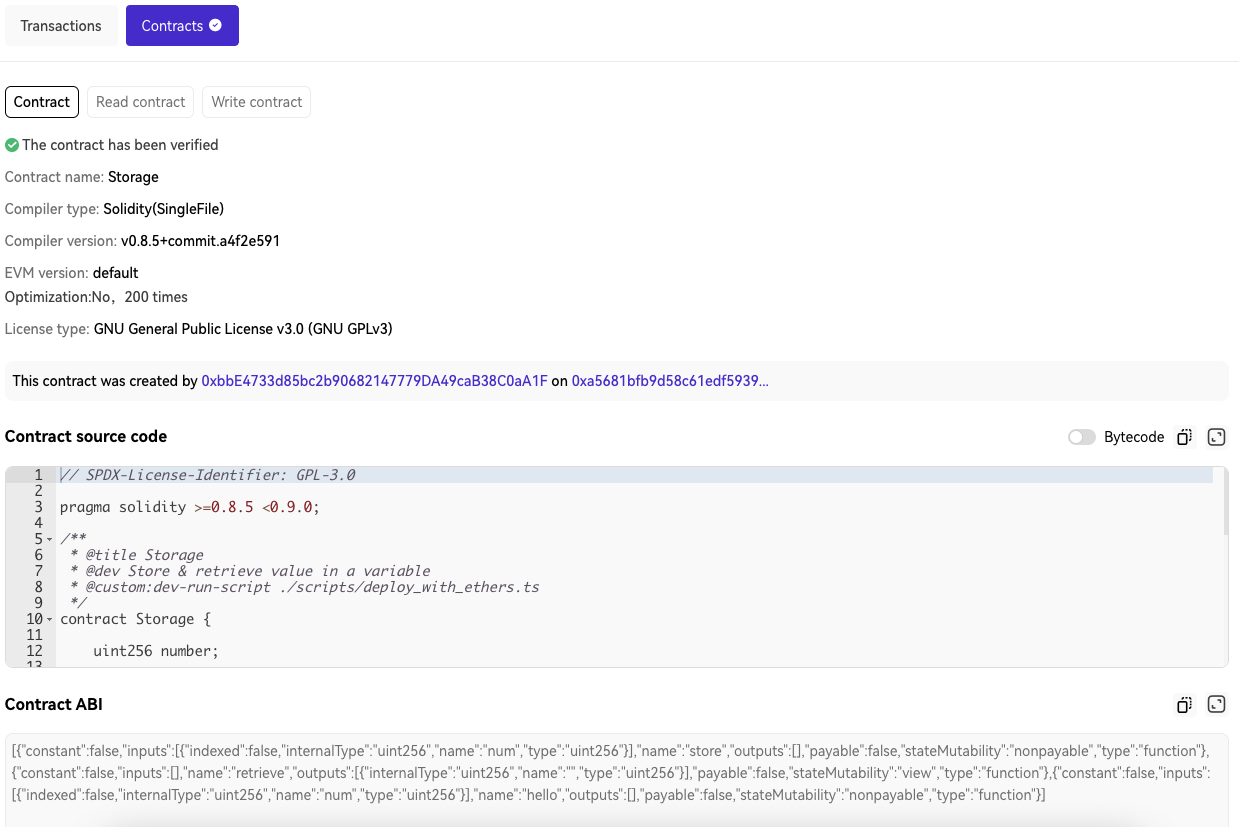 Transactions
Contracts
Contract
Read contract
Write contract
The contract has been verified
Contract name: Storage
Compiler type: Solidity(SingleFile)
Compiler version: v0.8.5+commit.a4f2e591
EVM version: default
Optimization:No, 200 times
License type: GNU General Public License v3.0 (GNU GPLv3)
This contract was created by 0xbbE4733d85bc2b90682147779DA49caB38C0aA1F on 0xa5681bfb9d58c61edf5939...
Contract source code
Bytecode
1 // SPDX-License-Identifier: GPL-3.0
2
3 pragma solidity >=0.8.5 <0.9.0;
4
5 /**
6 * @title Storage
7 * @dev Store & retrieve value in a variable
8 * @custom:dev-run-script ./scripts/deploy_with_ethers.ts
9 */
10 contract Storage {
11
12 uint256 number;
13
Contract ABI
[{"constant":false,"inputs":[{"indexed":false,"internalType":"uint256","name":"num","type":"uint256"}],"name":"store","outputs":[],"payable":false,"stateMutability":"nonpayable","type":"function"},
{"constant":false,"inputs":[],"name":"retrieve","outputs":[{"internalType":"uint256","name":"","type":"uint256"}],"payable":false,"stateMutability":"view","type":"function"},{"constant":false,"inputs":
[{"indexed":false,"internalType":"uint256","name":"num","type":"uint256"}],"name":"hello","outputs":[],"payable":false,"stateMutability":"nonpayable","type":"function"}]